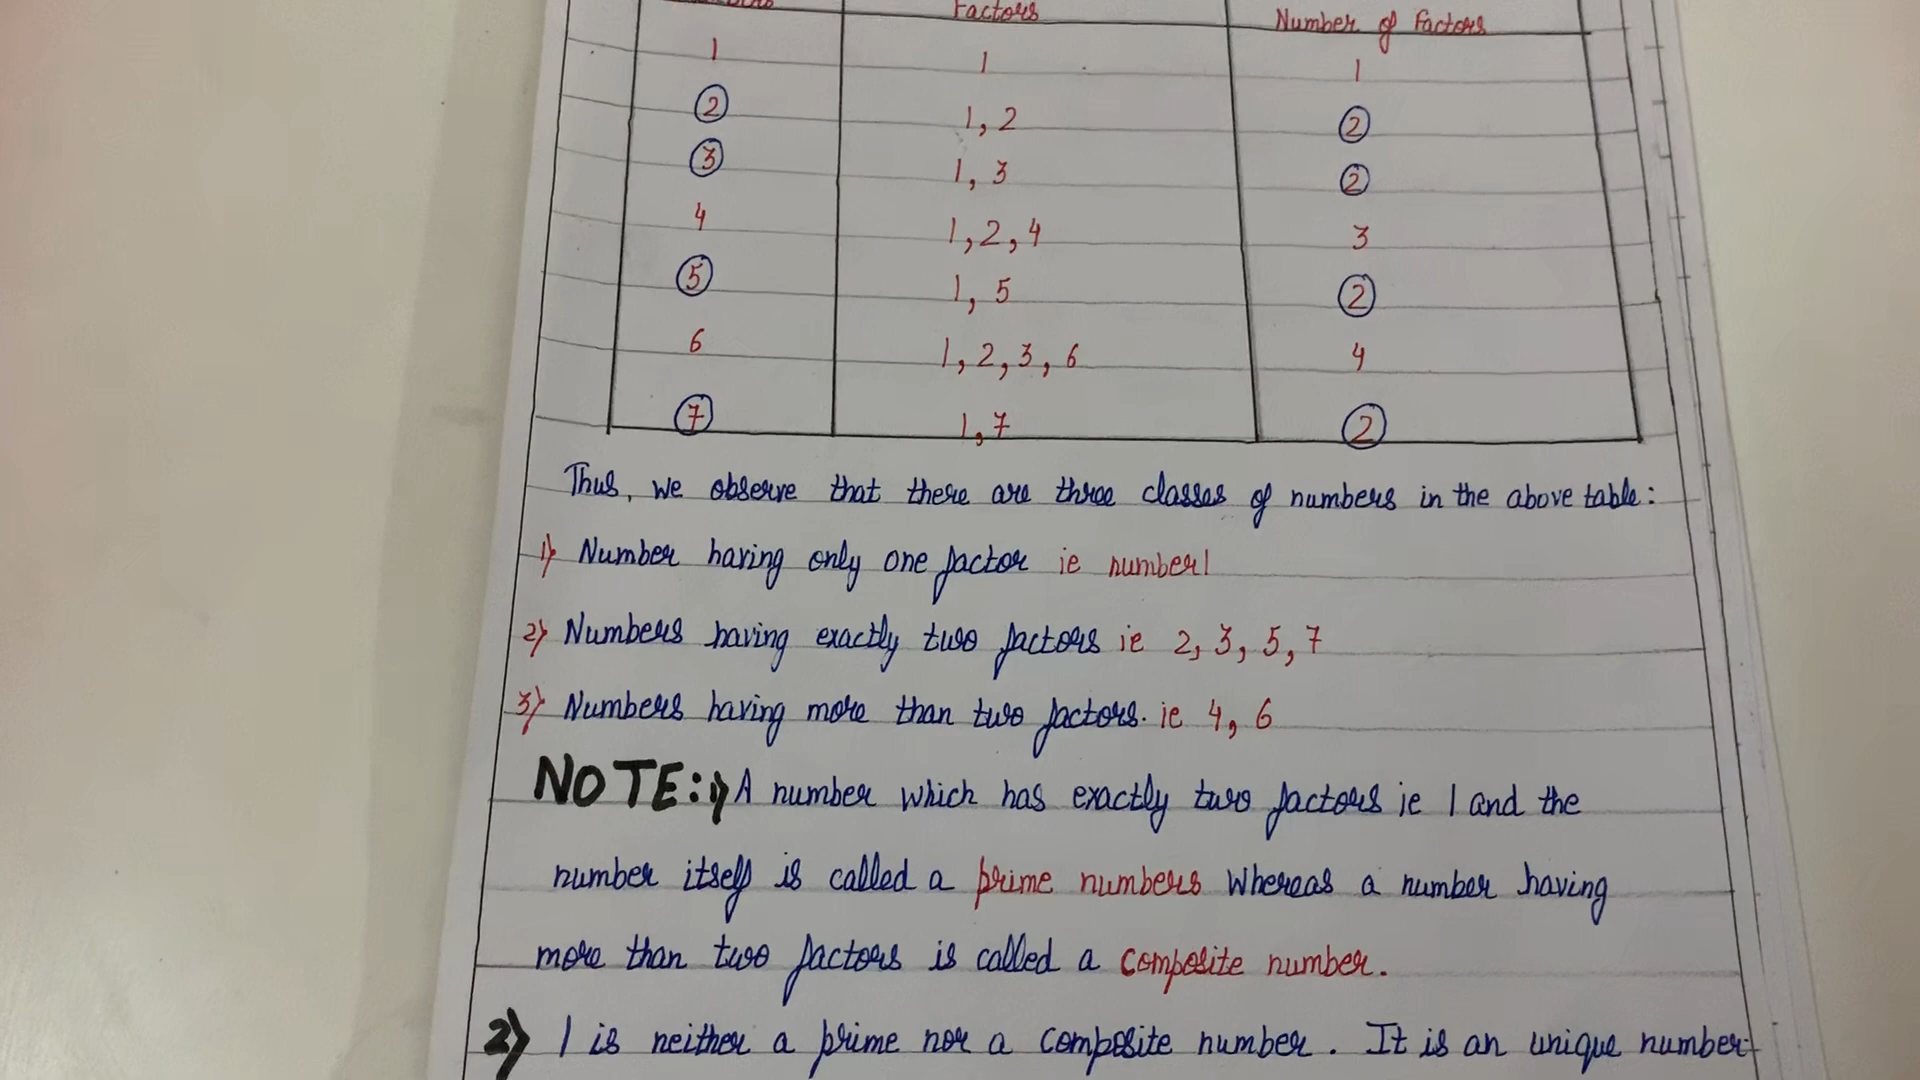 Factors Number of Factors
1 1 1
2 1, 2 2
3 1, 3 2
4 1, 2, 4 3
5 1, 5 2
6 1, 2, 3, 6 4
7 1, 7 2
Thus, we observe that there are three classes of numbers in the above table:
1) Number having only one factor ie number 1
2) Numbers having exactly two factors ie 2, 3, 5, 7
3) Numbers having more than two factors. ie 4, 6
NOTE: 1) A number which has exactly two factors ie 1 and the
number itself is called a prime numbers whereas a number having
more than two factors is called a composite number.
2) 1 is neither a prime nor a composite number. It is an unique number